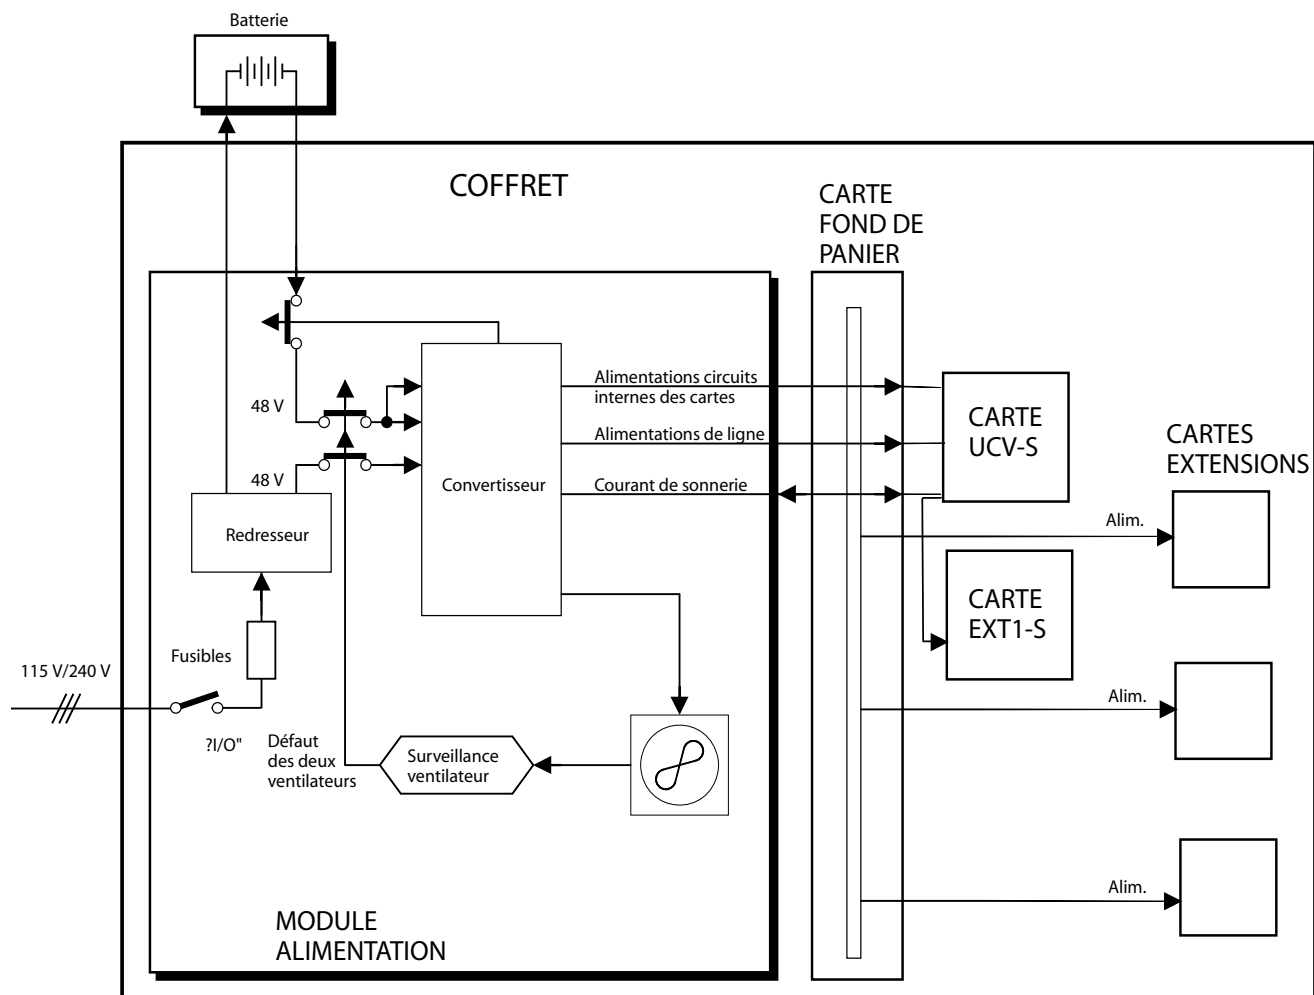 Batterie
COFFRET
CARTE
FOND DE
PANIER
48 V
Alimentations circuits
internes des cartes
CARTE
UCV-S
Alimentations de ligne
CARTES
EXTENSIONS
48 V
Convertisseur
Courant de sonnerie
Redresseur
Alim.
CARTE
EXT1-S
Fusibles
115 V/240 V
Alim.
?I/O"
Défaut
des deux
ventilateurs
Surveillance
ventilateur
Alim.
MODULE
ALIMENTATION